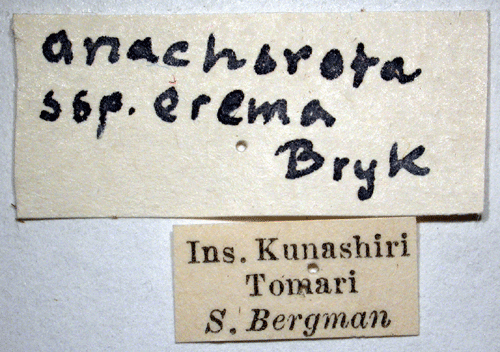 anachoreta
ssp. erema
Bryk
Ins. Kunashiri
Tomari
S. Bergman